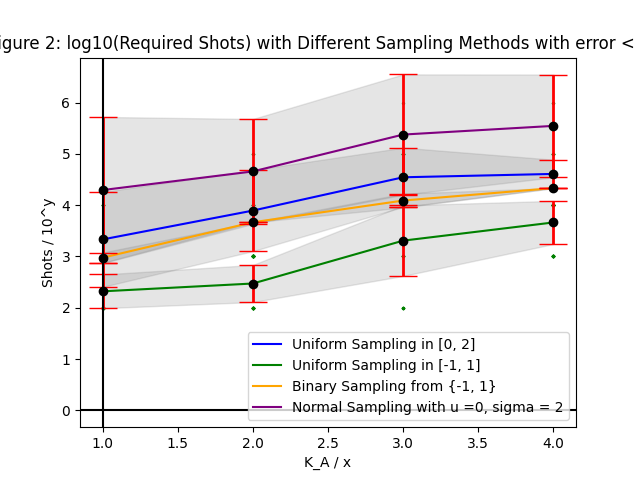 igure 2: log10(Required Shots) with Different Sampling Methods with error <
Shots / 10^y
6
5
4
3
2
1
0
Uniform Sampling in [0, 2]
Uniform Sampling in [-1, 1]
Binary Sampling from {-1, 1}
Normal Sampling with u =0, sigma = 2
1.0 1.5 2.0 2.5 3.0 3.5 4.0
K_A / x